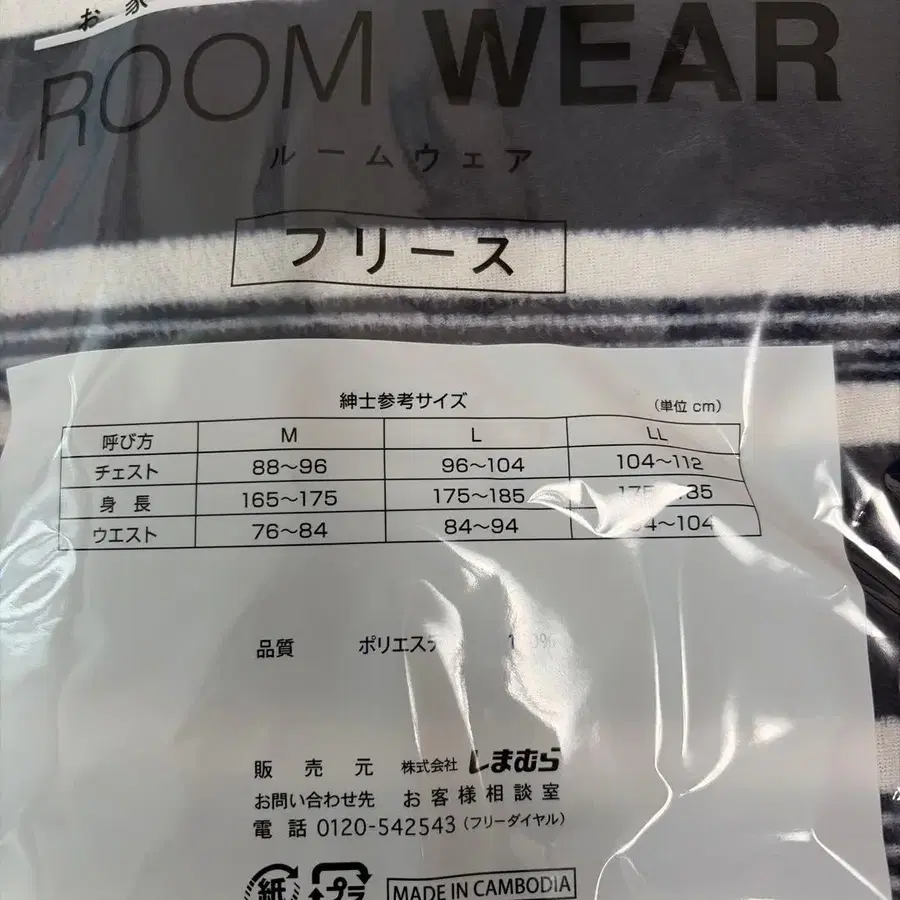 お家
ROOM WEAR
ルームウェア
フリース
紳士参考サイズ (単位 cm)
呼び方 M L LL
チェスト 88〜96 96〜104 104〜112
身長 165〜175 175〜185
ウエスト 76〜84 84〜94
品質 ポリエステ
販売元 株式会社 しまむら
お問い合わせ先 お客様相談室
電話 0120-542543 (フリーダイヤル)
紙 プラ MADE IN CAMBODIA